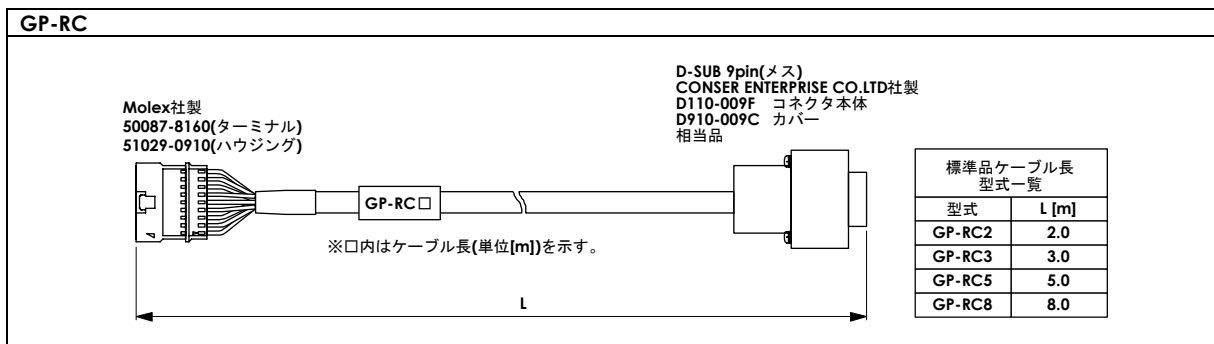 GP-RC
Molex社製
50087-8160(ターミナル)
51029-0910(ハウジング)
D-SUB 9pin(メス)
CONSER ENTERPRISE CO.LTD社製
D110-009F コネクタ本体
D910-009C カバー
相当品
GP-RC□
※□内はケーブル長(単位[m])を示す。
L
標準品ケーブル長
型式一覧
型式 L [m]
GP-RC2 2.0
GP-RC3 3.0
GP-RC5 5.0
GP-RC8 8.0